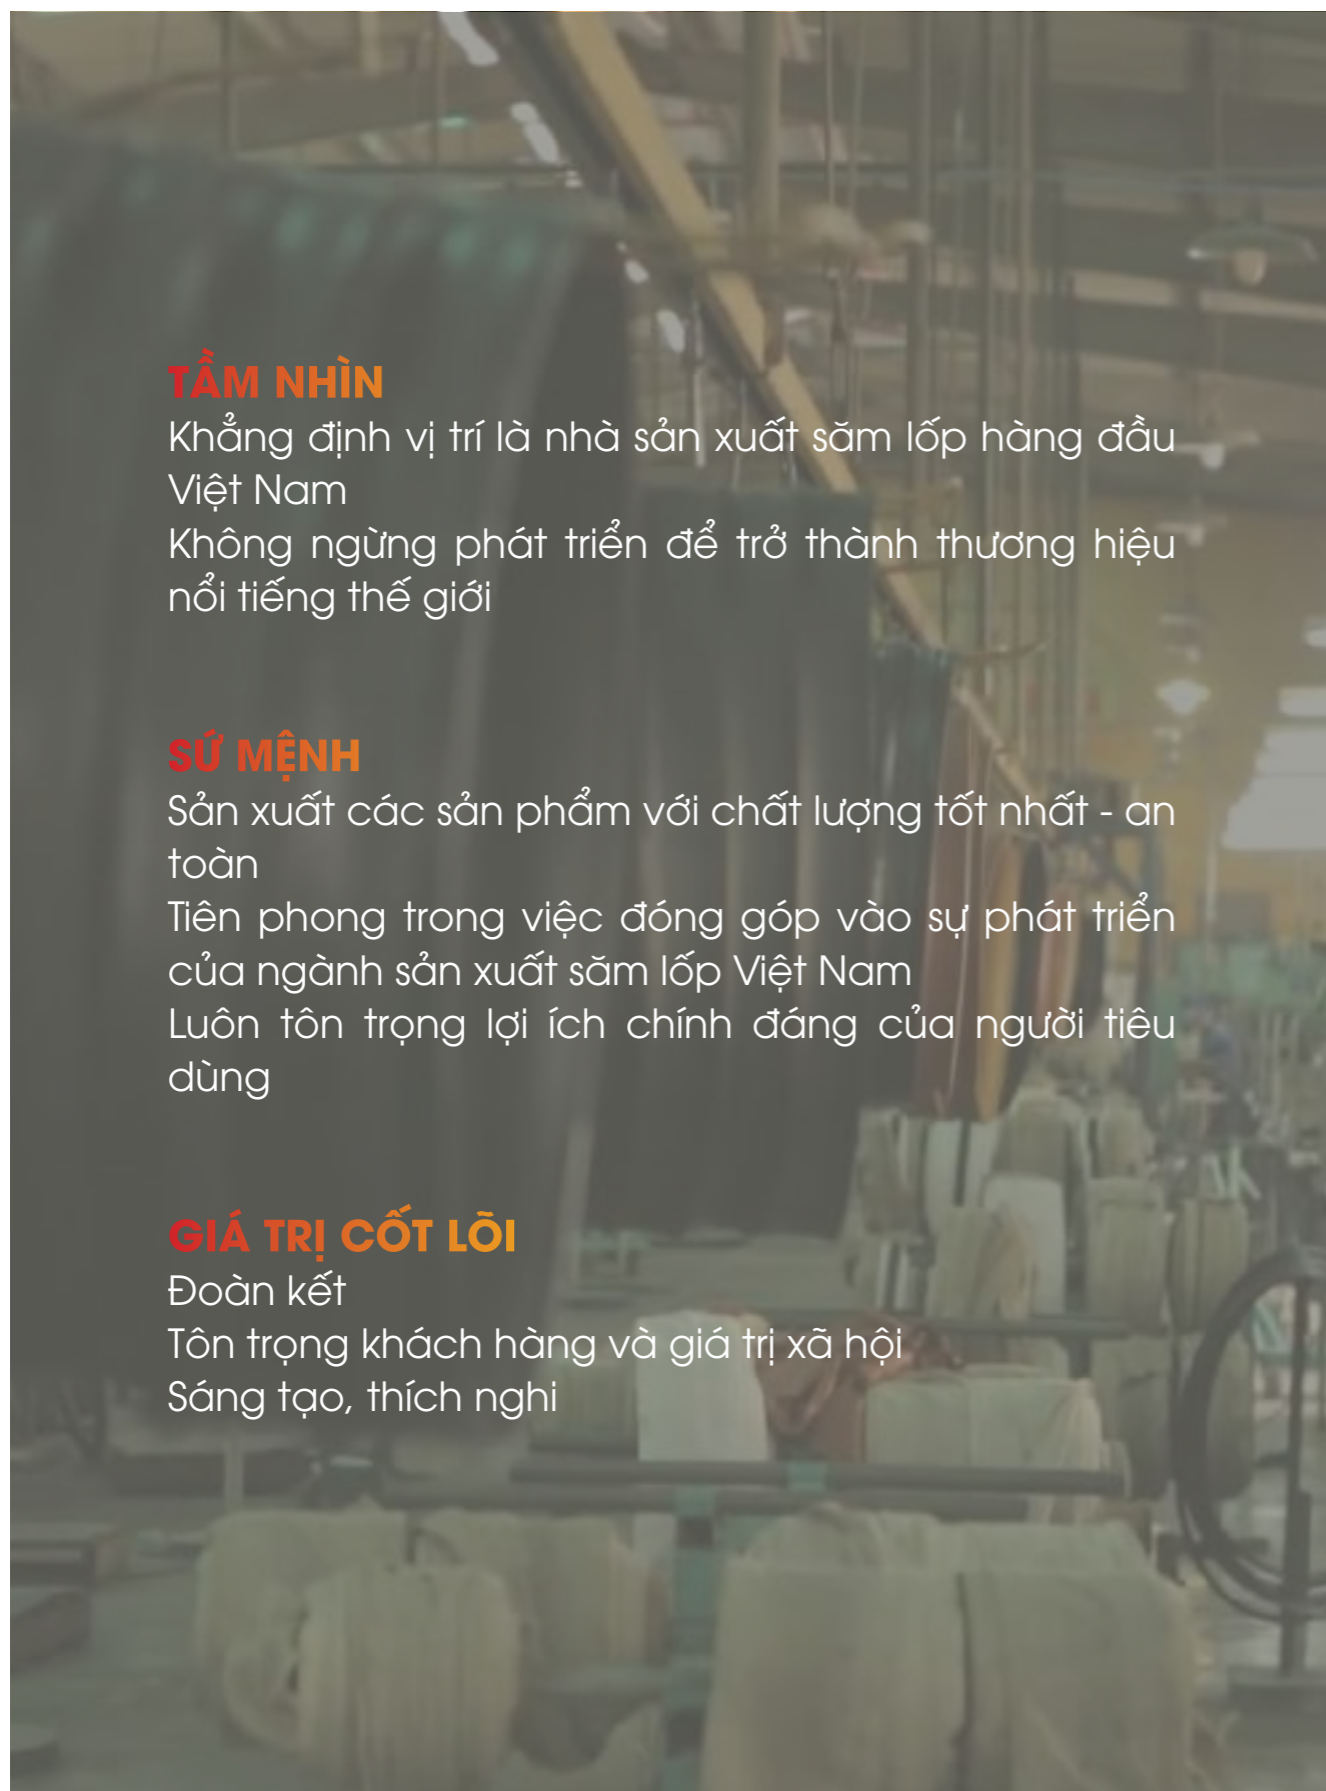 TẦM NHÌN
Khẳng định vị trí là nhà sản xuất săm lốp hàng đầu
Việt Nam
Không ngừng phát triển để trở thành thương hiệu
nổi tiếng thế giới
SỨ MỆNH
Sản xuất các sản phẩm với chất lượng tốt nhất - an
toàn
Tiên phong trong việc đóng góp vào sự phát triển
của ngành sản xuất săm lốp Việt Nam
Luôn tôn trọng lợi ích chính đáng của người tiêu
dùng
GIÁ TRỊ CỐT LÕI
Đoàn kết
Tôn trọng khách hàng và giá trị xã hội
Sáng tạo, thích nghi